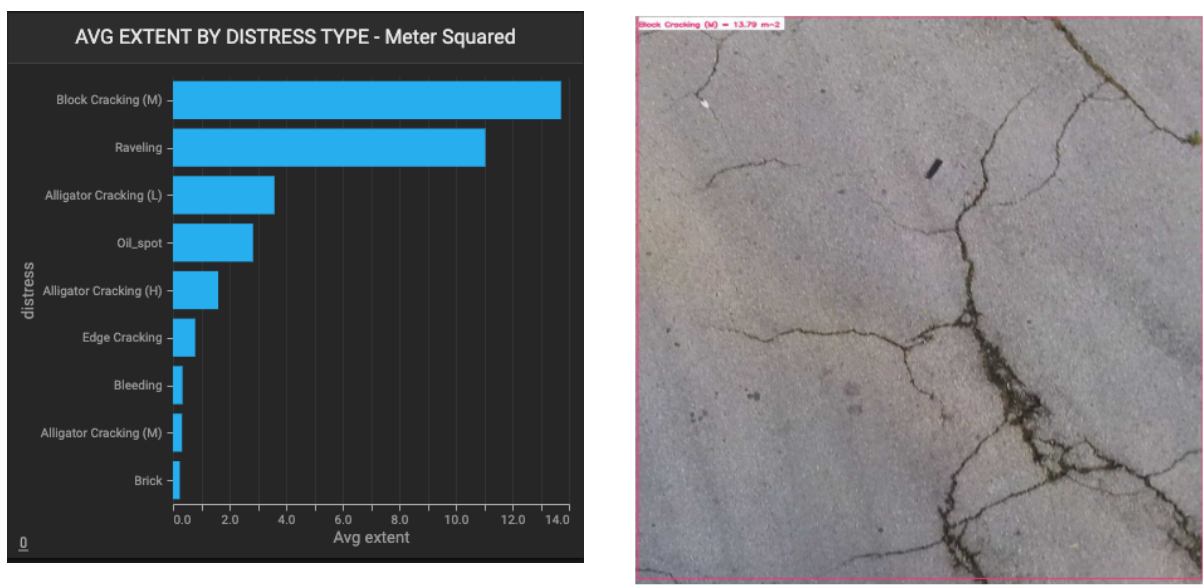 AVG EXTENT BY DISTRESS TYPE - Meter Squared
distress
Block Cracking (M)
Raveling
Alligator Cracking (L)
Oil_spot
Alligator Cracking (H)
Edge Cracking
Bleeding
Alligator Cracking (M)
Brick
0.0 2.0 4.0 6.0 8.0 10.0 12.0 14.0
Avg extent
0
Block Cracking (M) = 13.79 m-2